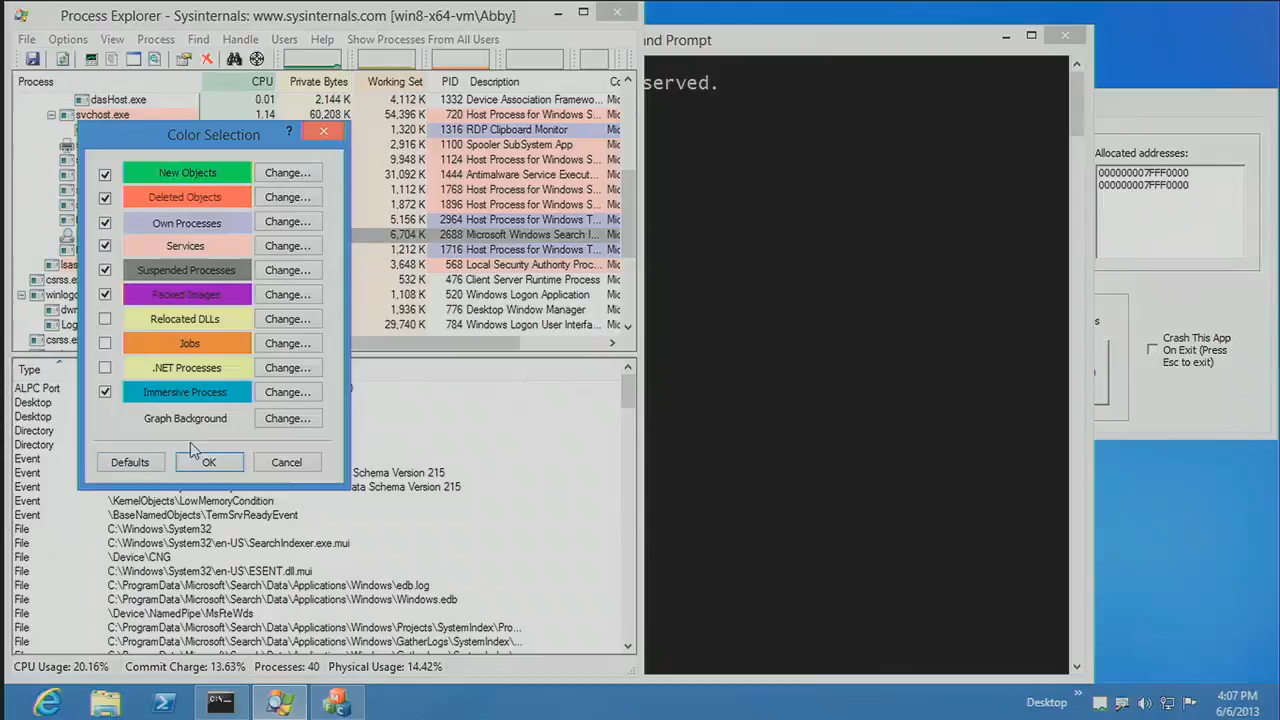 Process Explorer - Sysinternals: www.sysinternals.com [win8-x64-vm\Abby]
File Options View Process Find Handle Users Help Show Processes From All Users
Process CPU Private Bytes Working Set PID Description
dasHost.exe 0.01 2,144 K 4,112 K 1332 Device Association Framewo...
svchost.exe 1.14 60,208 K 54,396 K 720 Host Process for Windows S...
1,320 K 1316 RDP Clipboard Monitor
2,916 K 1100 Spooler SubSystem App
9,948 K 1124 Host Process for Windows S...
31,092 K 1444 Antimalware Service Execut...
1,112 K 1768 Host Process for Windows S...
1,872 K 1896 Host Process for Windows S...
5,156 K 2964 Host Process for Windows T...
6,704 K 2688 Microsoft Windows Search I...
1,212 K 1716 Host Process for Windows T...
3,648 K 568 Local Security Authority Proc...
csrss.exe 532 K 476 Client Server Runtime Process
winlogo 1,108 K 520 Windows Logon Application
1,936 K 776 Desktop Window Manager
29,740 K 784 Windows Logon User Interfa...
csrss.e
Color Selection ?
New Objects Change...
Deleted Objects Change...
Own Processes Change...
Services Change...
Suspended Processes Change...
Packed Images Change...
Relocated DLLs Change...
Jobs Change...
.NET Processes Change...
Immersive Process Change...
Graph Background Change...
Defaults OK Cancel
Type
ALPC Port
Desktop
Desktop
Directory
Directory
Event
Event Schema Version 215
Event ata Schema Version 215
Event \KernelObjects\LowMemoryCondition
Event \BaseNamedObjects\TermSrvReadyEvent
File C:\Windows\System32
File C:\Windows\System32\en-US\SearchIndexer.exe.mui
File \Device\CNG
File C:\Windows\System32\en-US\ESENT.dll.mui
File C:\ProgramData\Microsoft\Search\Data\Applications\Windows\edb.log
File C:\ProgramData\Microsoft\Search\Data\Applications\Windows\Windows.edb
File \Device\NamedPipe\MsFteWds
File C:\ProgramData\Microsoft\Search\Data\Applications\Windows\Projects\SystemIndex\Pro...
File C:\ProgramData\Microsoft\Search\Data\Applications\Windows\GatherLogs\SystemIndex\...
CPU Usage: 20.16% Commit Charge: 13.63% Processes: 40 Physical Usage: 14.42%
nd Prompt
served.
Allocated addresses:
000000007FFF0000
000000007FFF0000
Crash This App
On Exit (Press
Esc to exit)
Desktop
4:07 PM
6/6/2013